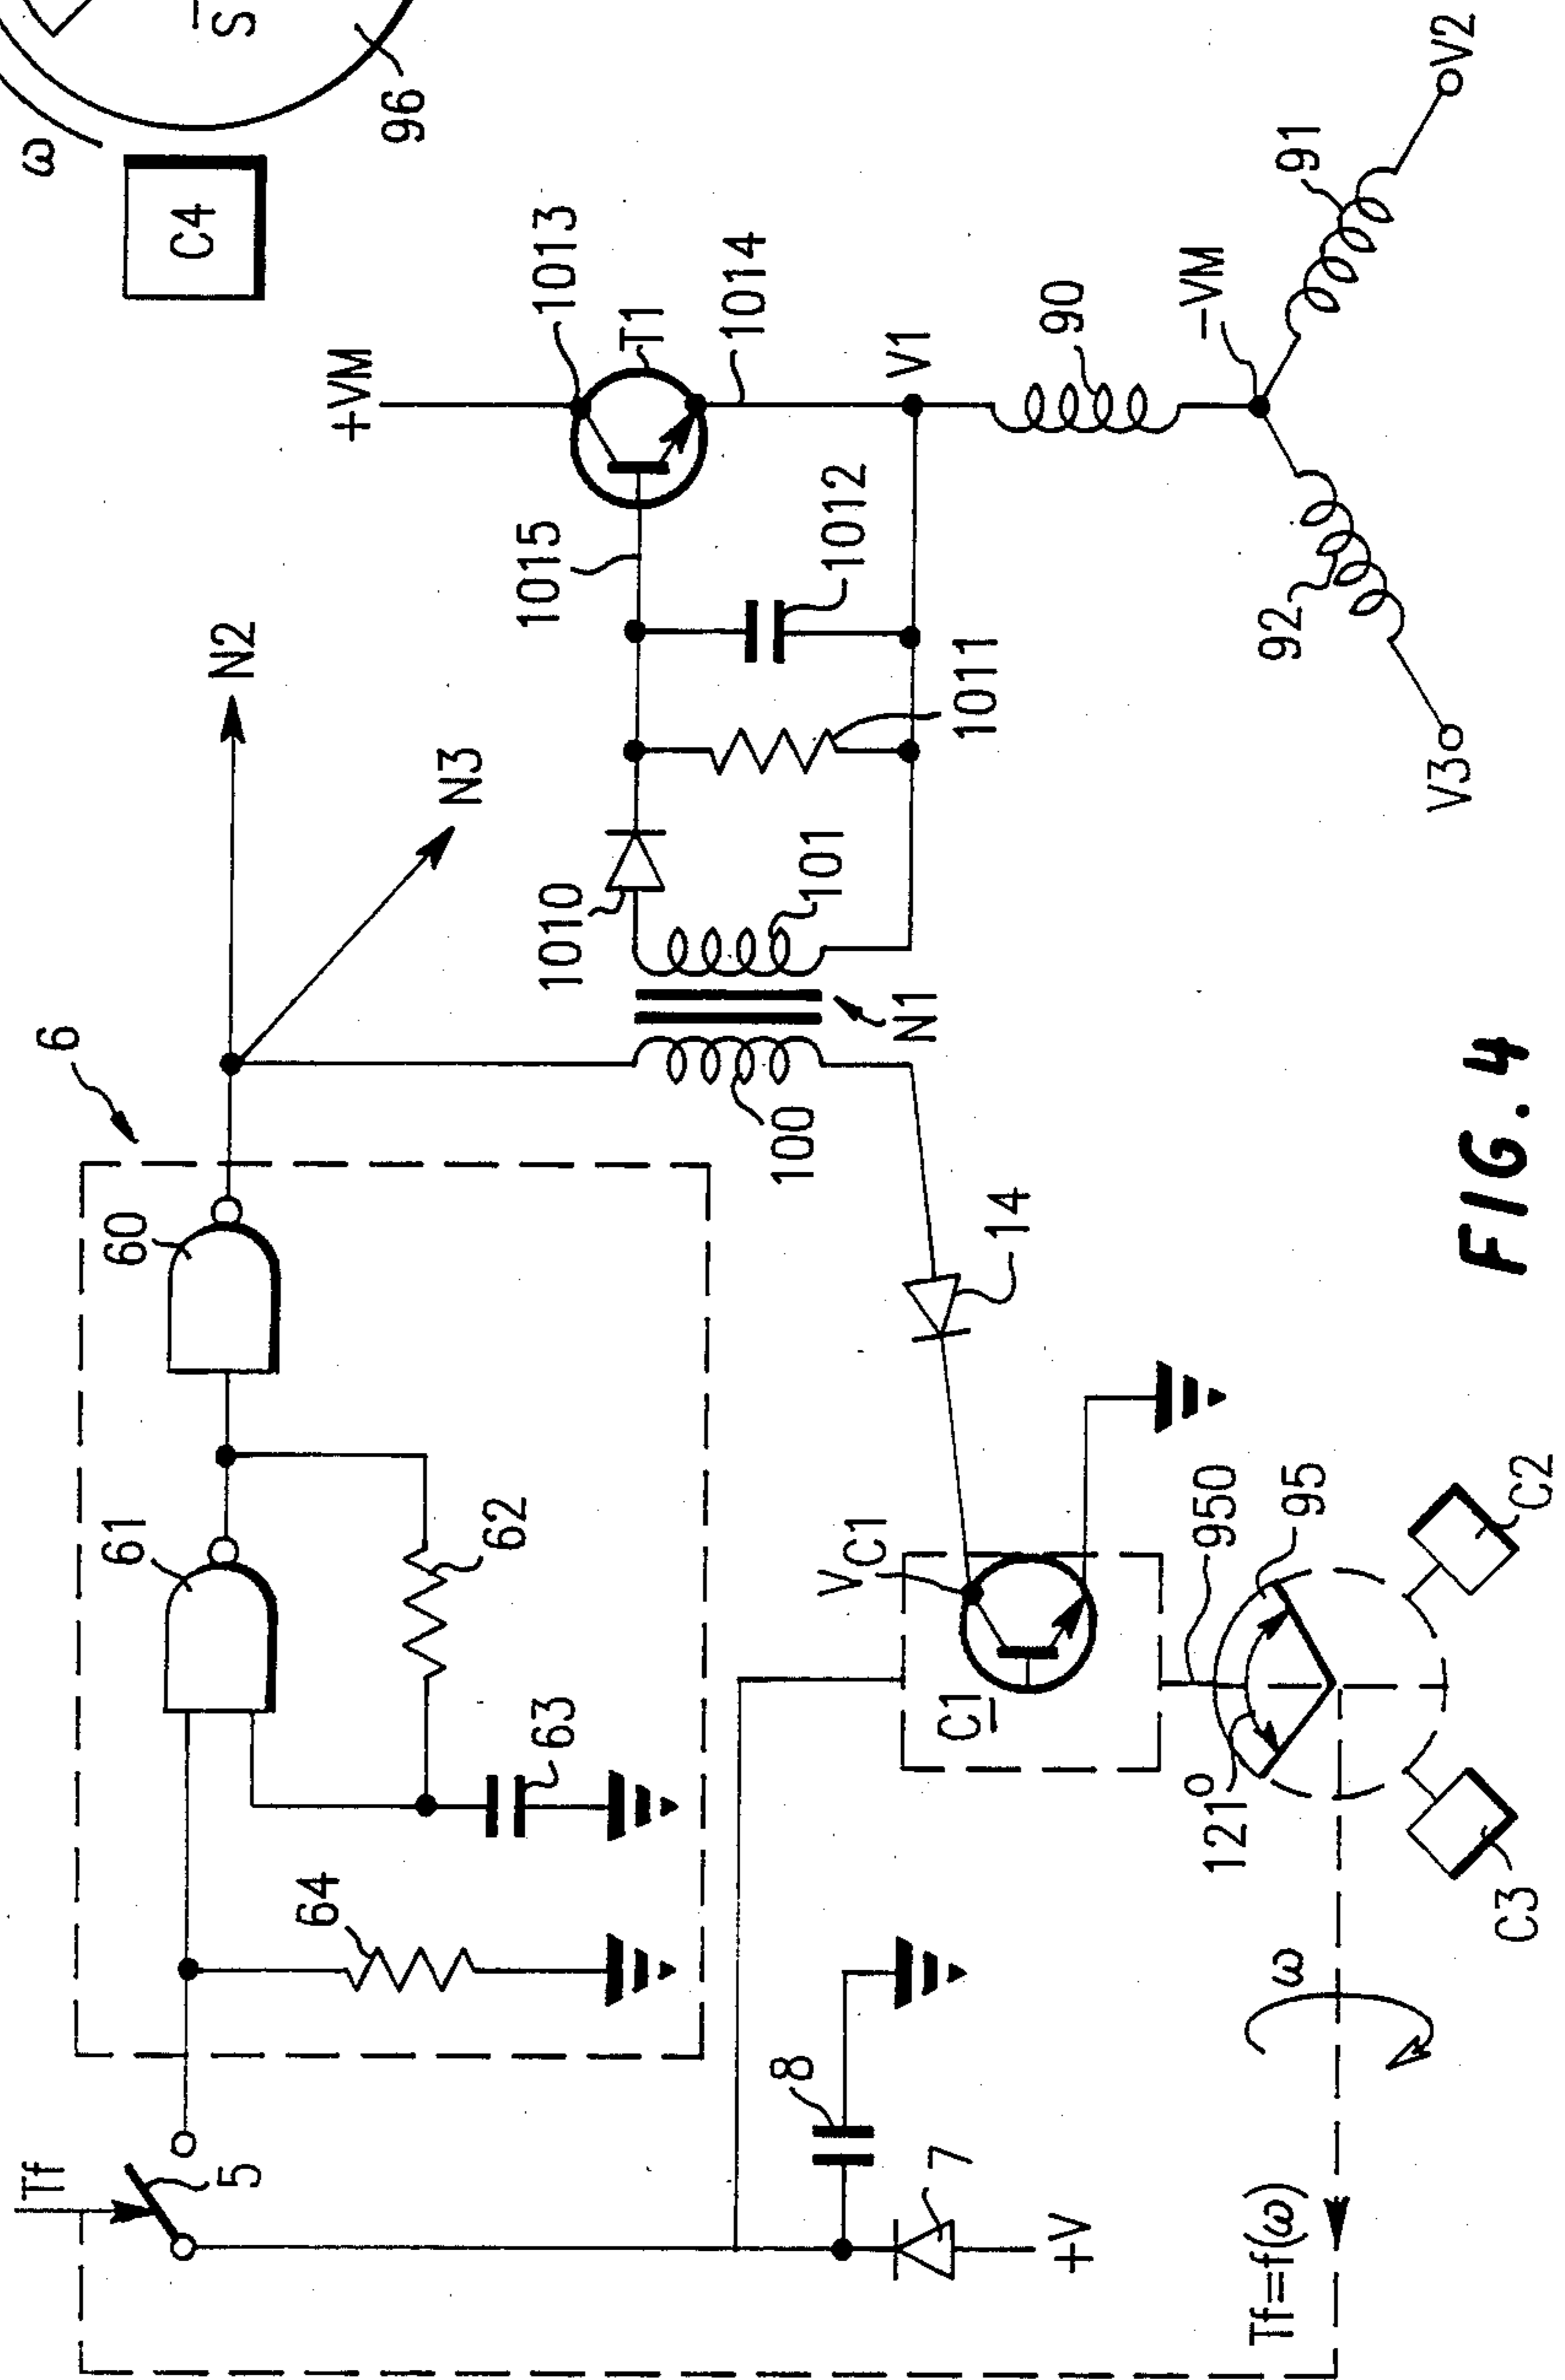 ω
S
96
C4
+VM
1013
T1
1014
V1
90
-VM
91
V2
92
V3
1015
1012
1011
1010
101
N1
100
N2
N3
6
60
61
62
63
64
14
VC1
C1
950
95
121°
C2
C3
8
7
+V
Tf
5
ω
Tf=f(ω)
FIG. 4